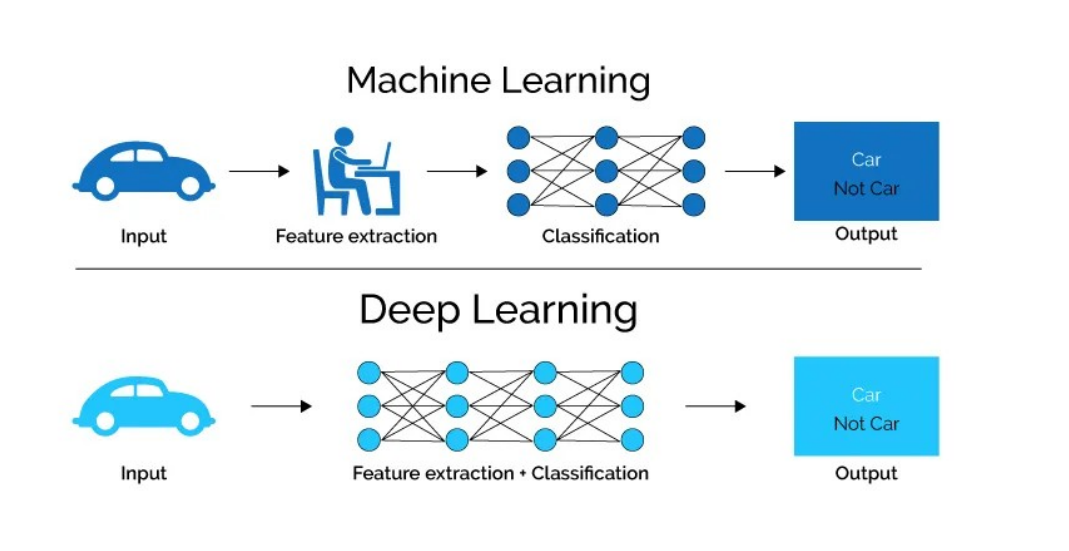 Machine Learning
Car
Not Car
Input
Feature extraction
Classification
Output
Deep Learning
Car
Not Car
Input
Feature extraction + Classification
Output